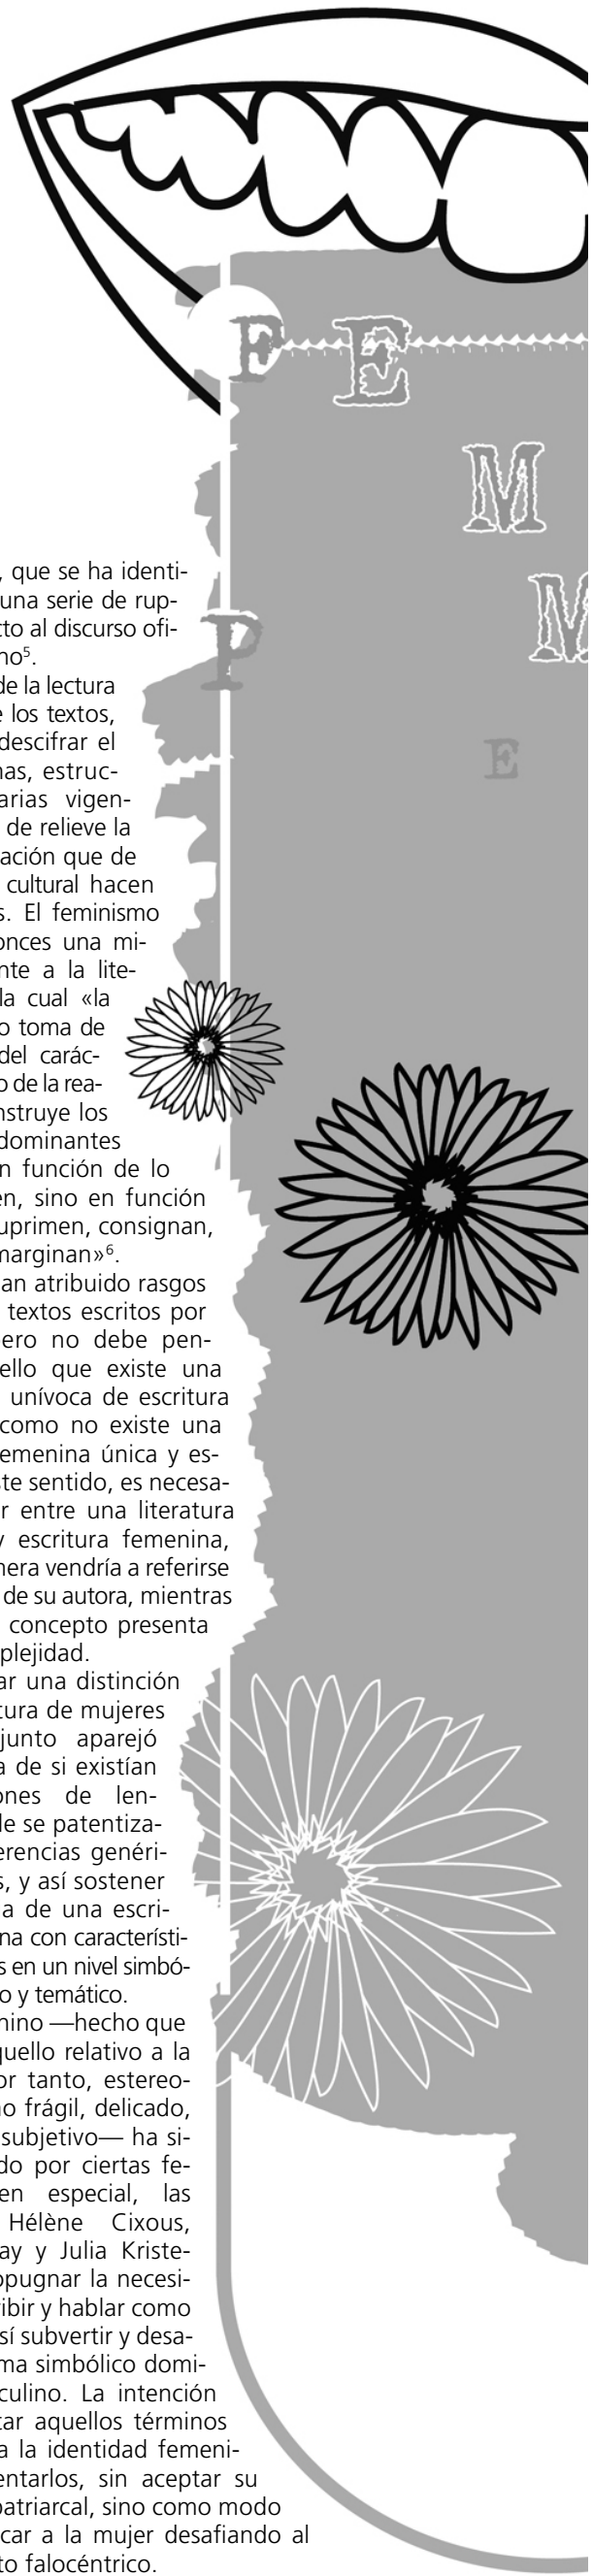 E E
M
M
P
E
, que se ha identi-
una serie de rup-
cto al discurso ofi-
no⁵.
de la lectura
e los textos,
descifrar el
nas, estruc-
arias vigen-
de relieve la
ación que de
cultural hacen
s. El feminismo
onces una mi-
nte a la lite-
la cual «la
o toma de
del carác-
o de la rea-
nstruye los
dominantes
n función de lo
en, sino en función
uprimen, consignan,
marginan»⁶.
an atribuido rasgos
textos escritos por
ero no debe pen-
ello que existe una
unívoca de escritura
como no existe una
emenina única y es-
ste sentido, es necesa-
r entre una literatura
y escritura femenina,
nera vendría a referirse
de su autora, mientras
concepto presenta
plejidad.
ar una distinción
tura de mujeres
junto aparejó
a de si existían
ones de len-
de se patentiza-
erencias genéri-
s, y así sostener
a de una escri-
na con característi-
s en un nivel simbó-
o y temático.
nino —hecho que
quello relativo a la
or tanto, estereo-
no frágil, delicado,
subjetivo— ha si-
do por ciertas fe-
en especial, las
Hélène Cixous,
ay y Julia Kriste-
opugnar la necesi-
ribir y hablar como
sí subvertir y desa-
ma simbólico domi-
culino. La intención
tar aquellos términos
a la identidad femeni-
entarlos, sin aceptar su
patriarcal, sino como modo
car a la mujer desafiando al
to falocéntrico.